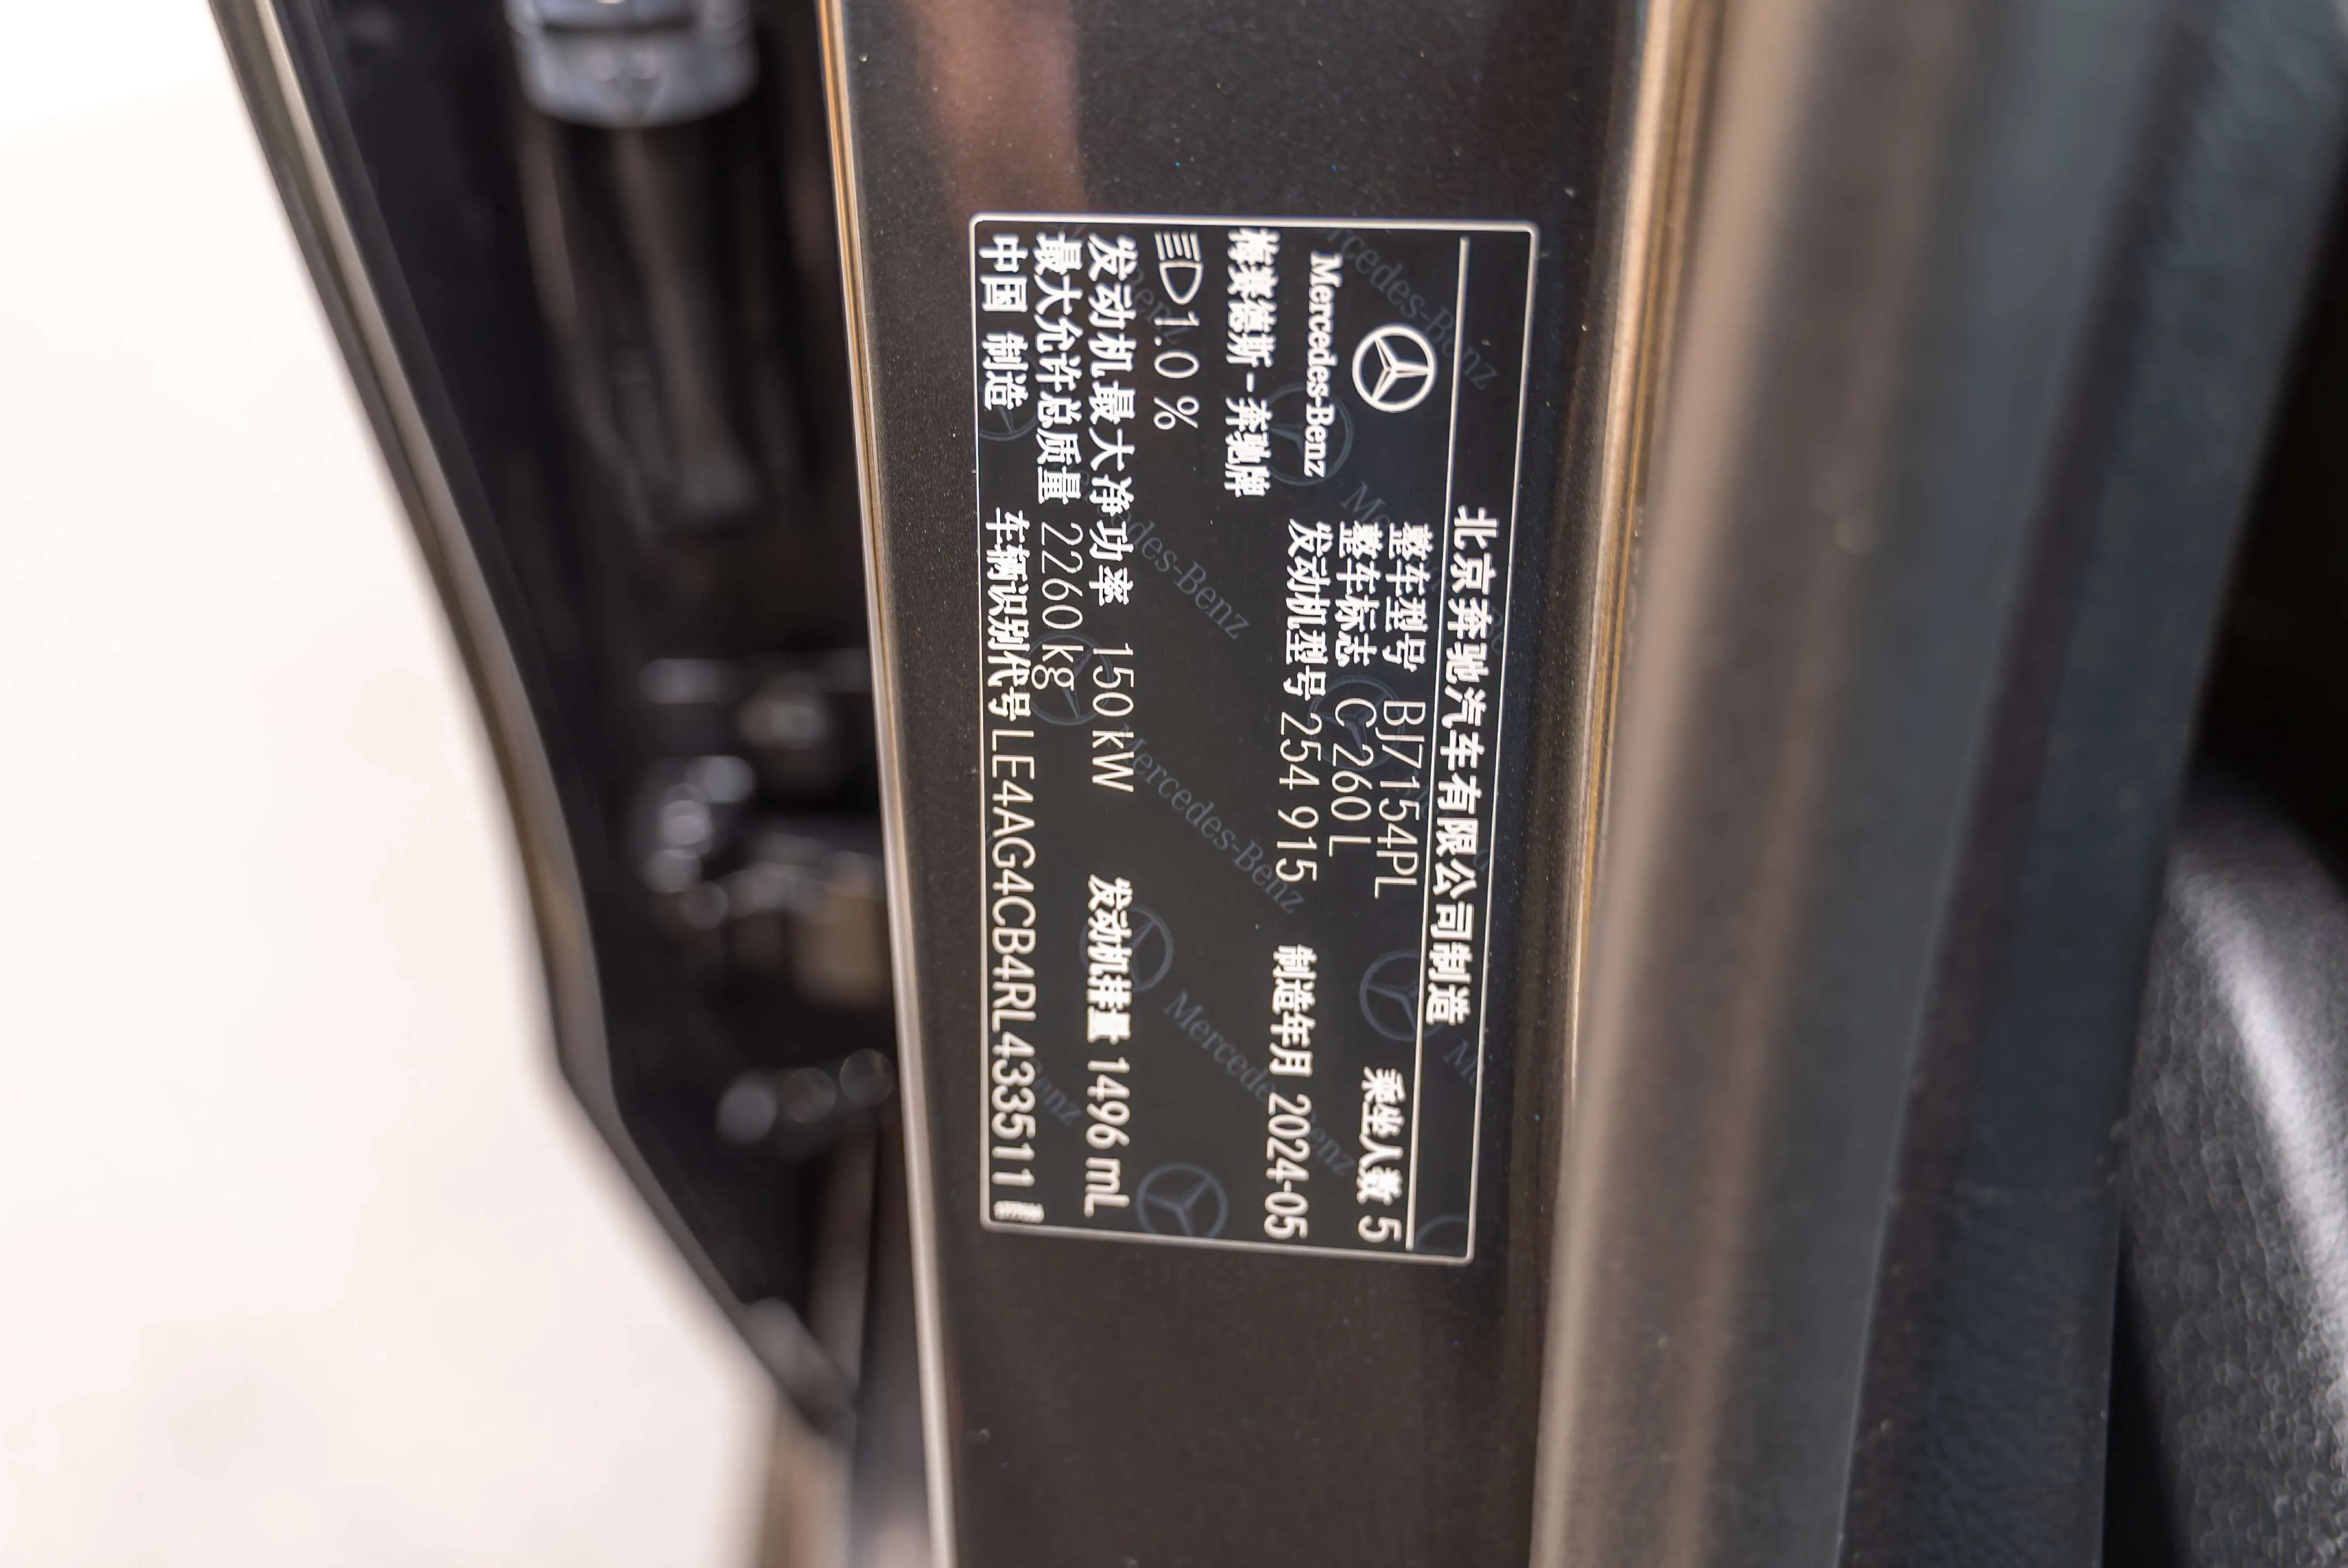 北京奔驰汽车有限公司制造
Mercedes-Benz
梅赛德斯-奔驰牌
整车型号 BJ7154PL 乘坐人数 5
整车标志 C 260 L
发动机型号 254 915 制造年月 2024-05
1.0 %
发动机最大净功率 150 kW 发动机排量 1496 mL
最大允许总质量 2260 kg
中国 制造 车辆识别代号 LE4AG4CB4RL433511